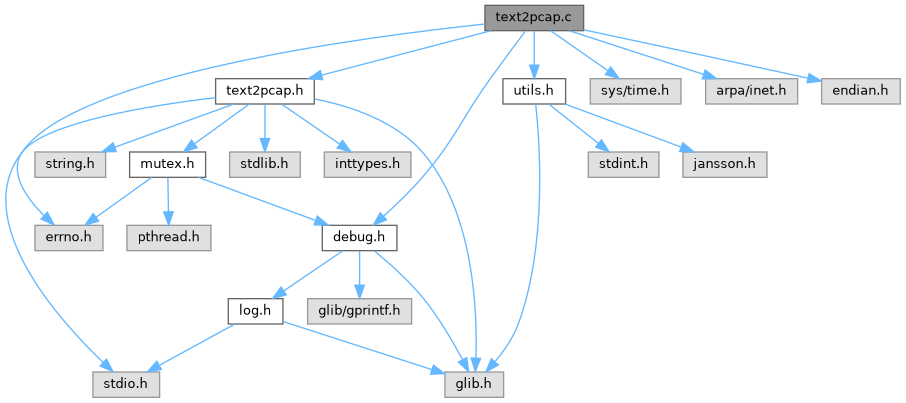 text2pcap.c
text2pcap.h
utils.h
sys/time.h
arpa/inet.h
endian.h
string.h
mutex.h
stdlib.h
inttypes.h
stdint.h
jansson.h
errno.h
pthread.h
debug.h
log.h
glib/gprintf.h
stdio.h
glib.h